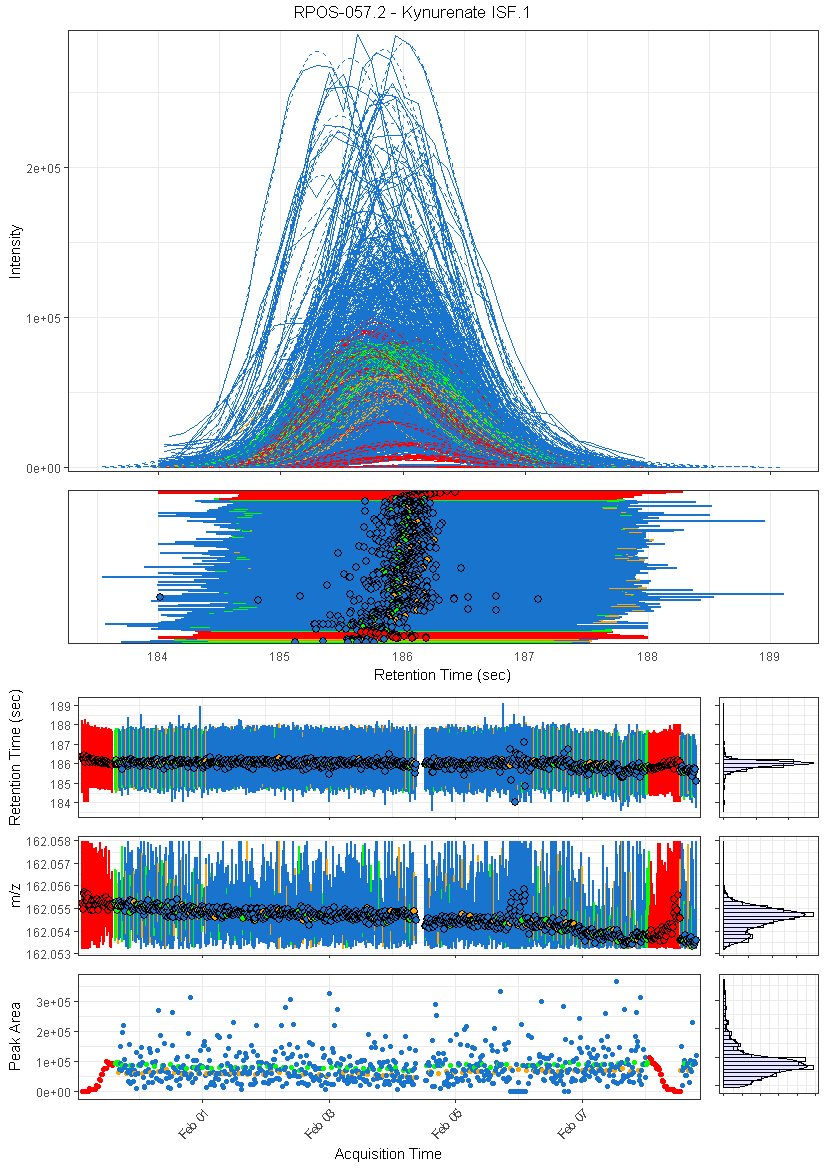 RPOS-057.2 - Kynurenate ISF.1
Intensity
2e+05
1e+05
0e+00
184 185 186 187 188 189
Retention Time (sec)
Retention Time (sec)
189
188
187
186
185
184
m/z
162.058
162.057
162.056
162.055
162.054
162.053
Peak Area
3e+05
2e+05
1e+05
0e+00
Feb 01 Feb 03 Feb 05 Feb 07
Acquisition Time